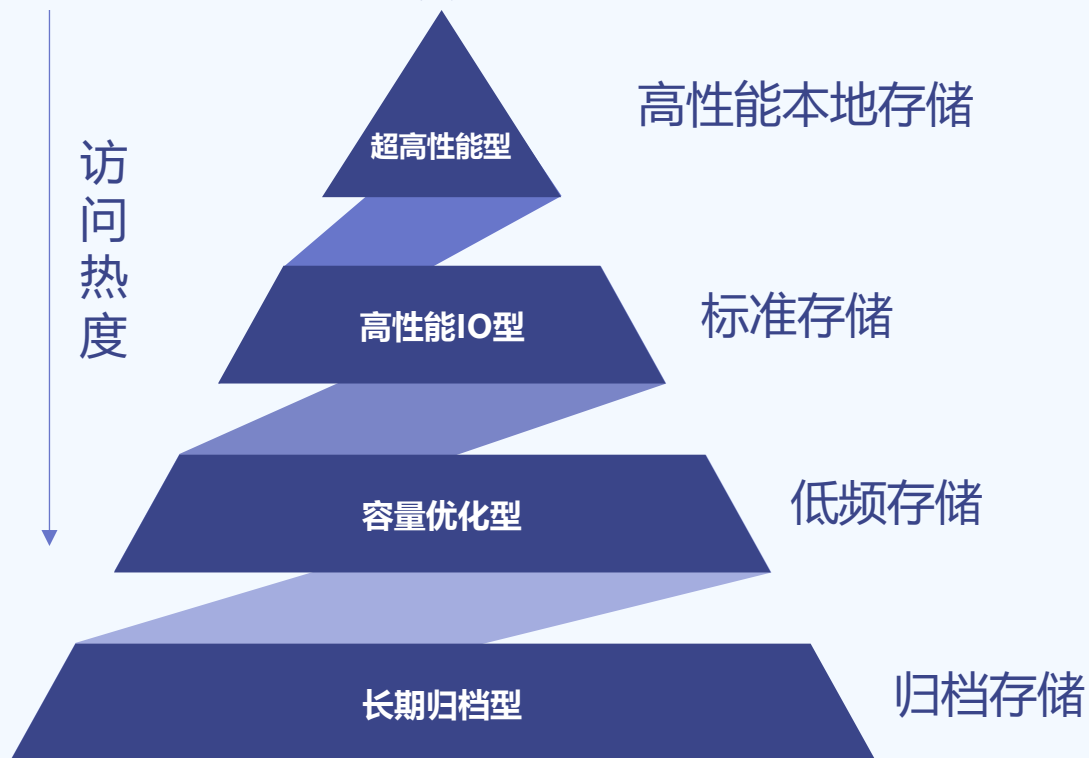 高性能本地存储
超高性能型
访问热度
标准存储
高性能IO型
低频存储
容量优化型
归档存储
长期归档型